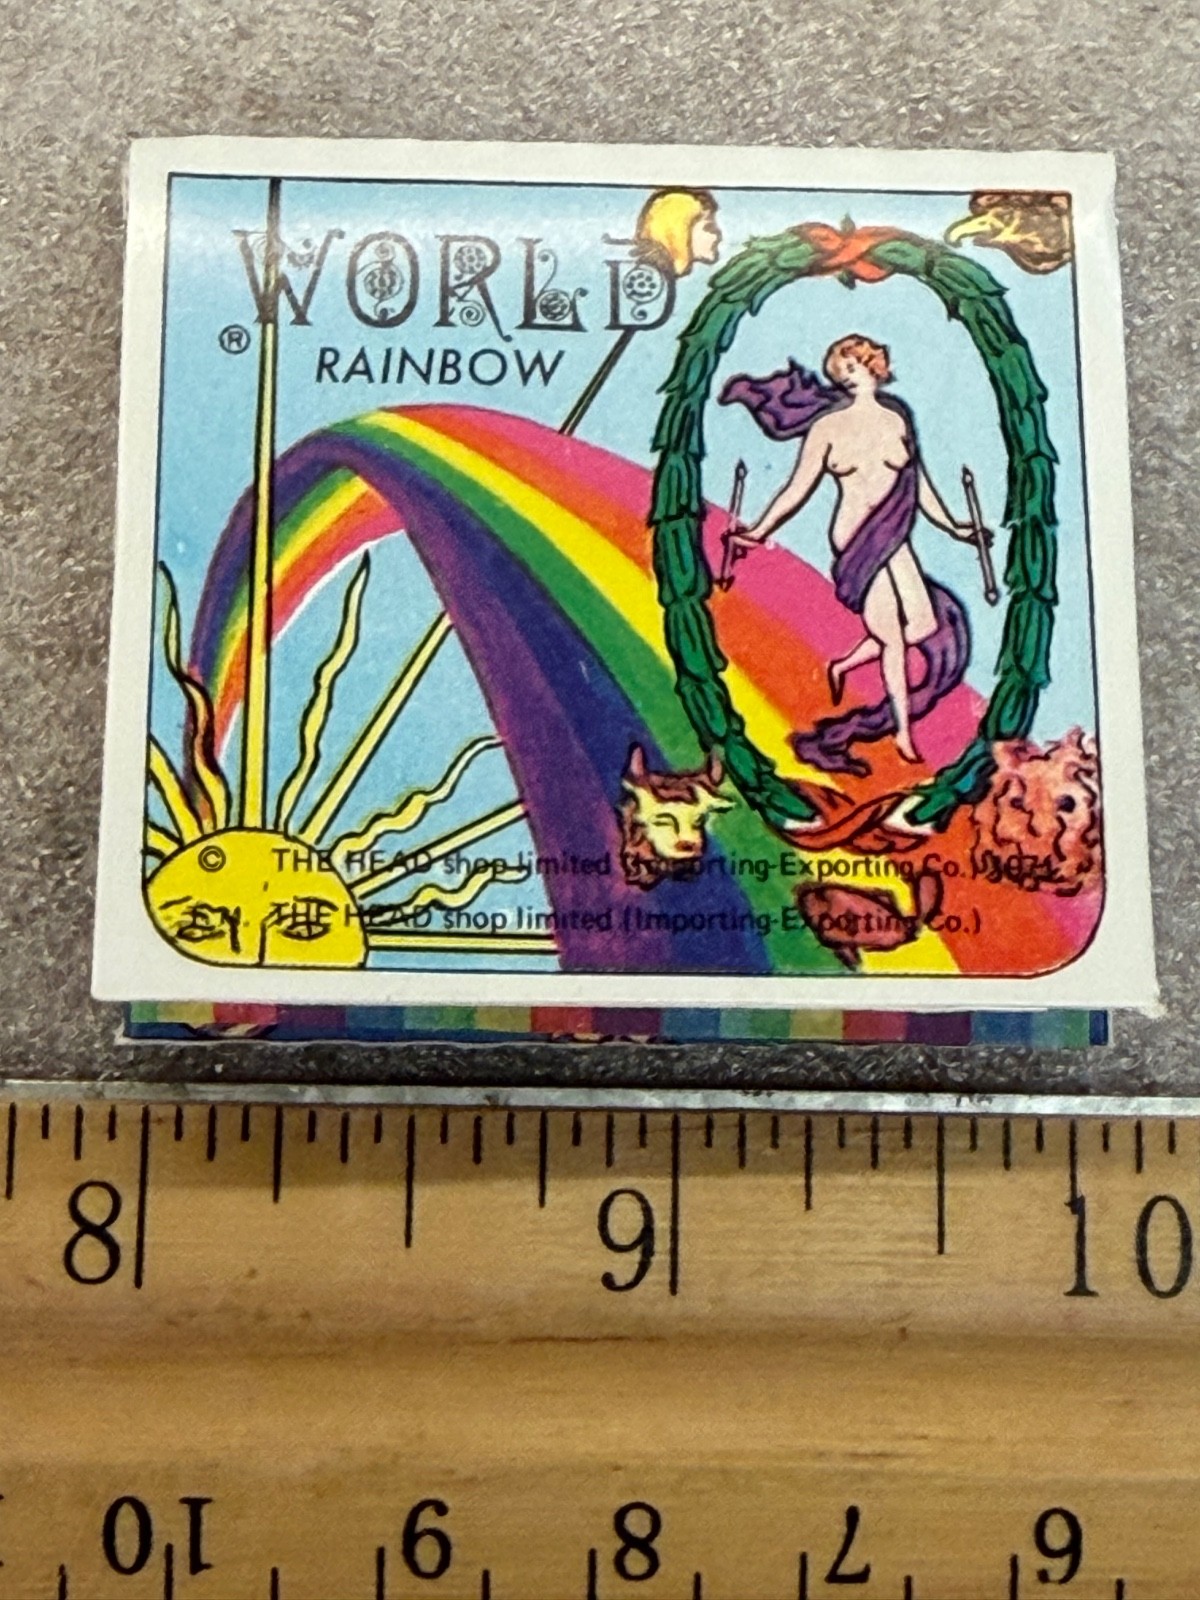 WORLD
®
RAINBOW
© THE HEAD shop limited (Importing-Exporting Co.) 1971
T.N. THE HEAD shop limited (Importing-Exporting Co.)
8 9 10
10 9 8 7 6